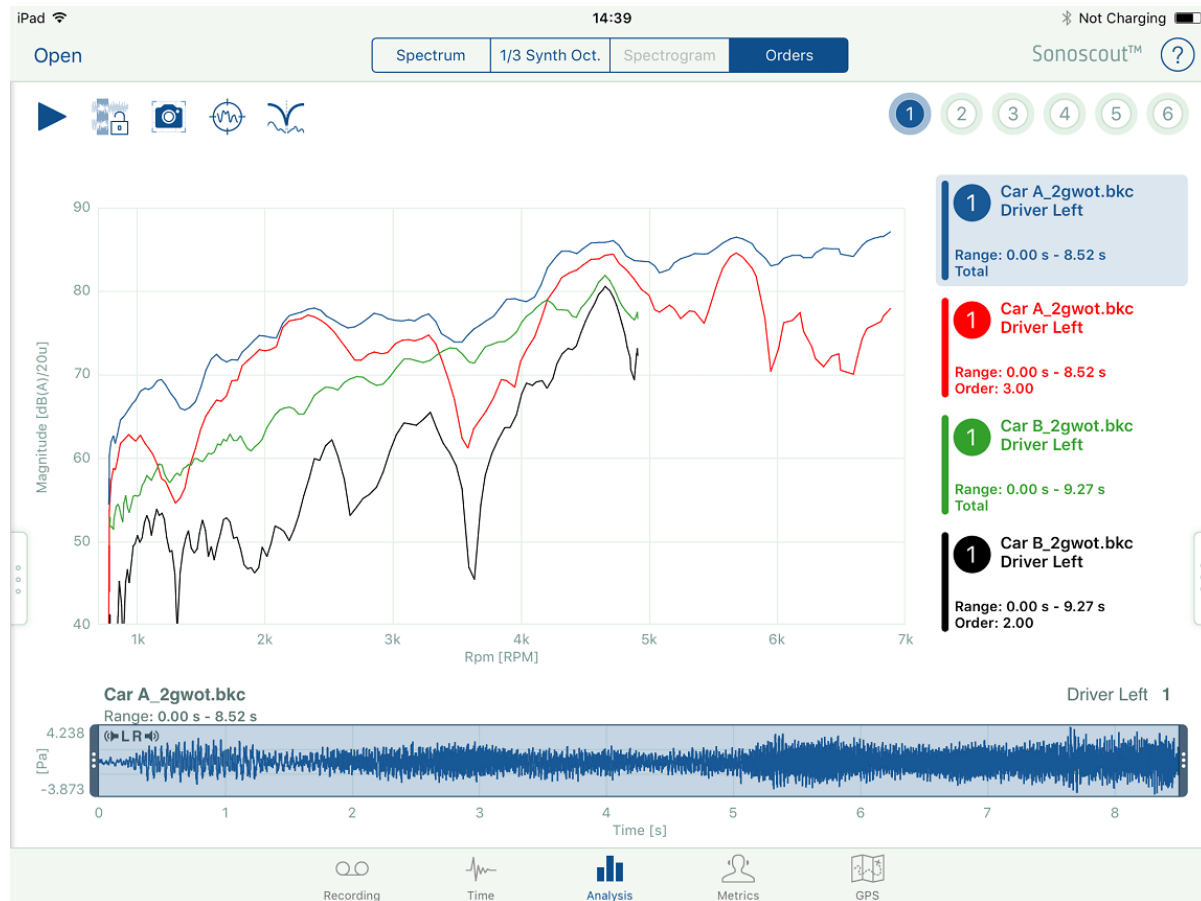 iPad 14:39 Not Charging
Open Spectrum 1/3 Synth Oct. Spectrogram Orders Sonoscout™ ?
1 2 3 4 5 6
90
80
70
60
50
40
Magnitude [dB(A)/20u]
1k 2k 3k 4k 5k 6k 7k
Rpm [RPM]
1 Car A_2gwot.bkc
Driver Left
Range: 0.00 s - 8.52 s
Total
1 Car A_2gwot.bkc
Driver Left
Range: 0.00 s - 8.52 s
Order: 3.00
1 Car B_2gwot.bkc
Driver Left
Range: 0.00 s - 9.27 s
Total
1 Car B_2gwot.bkc
Driver Left
Range: 0.00 s - 9.27 s
Order: 2.00
Car A_2gwot.bkc Driver Left 1
Range: 0.00 s - 8.52 s
4.238
[Pa]
-3.873
L R
0 1 2 3 4 5 6 7 8
Time [s]
Recording Time Analysis Metrics GPS